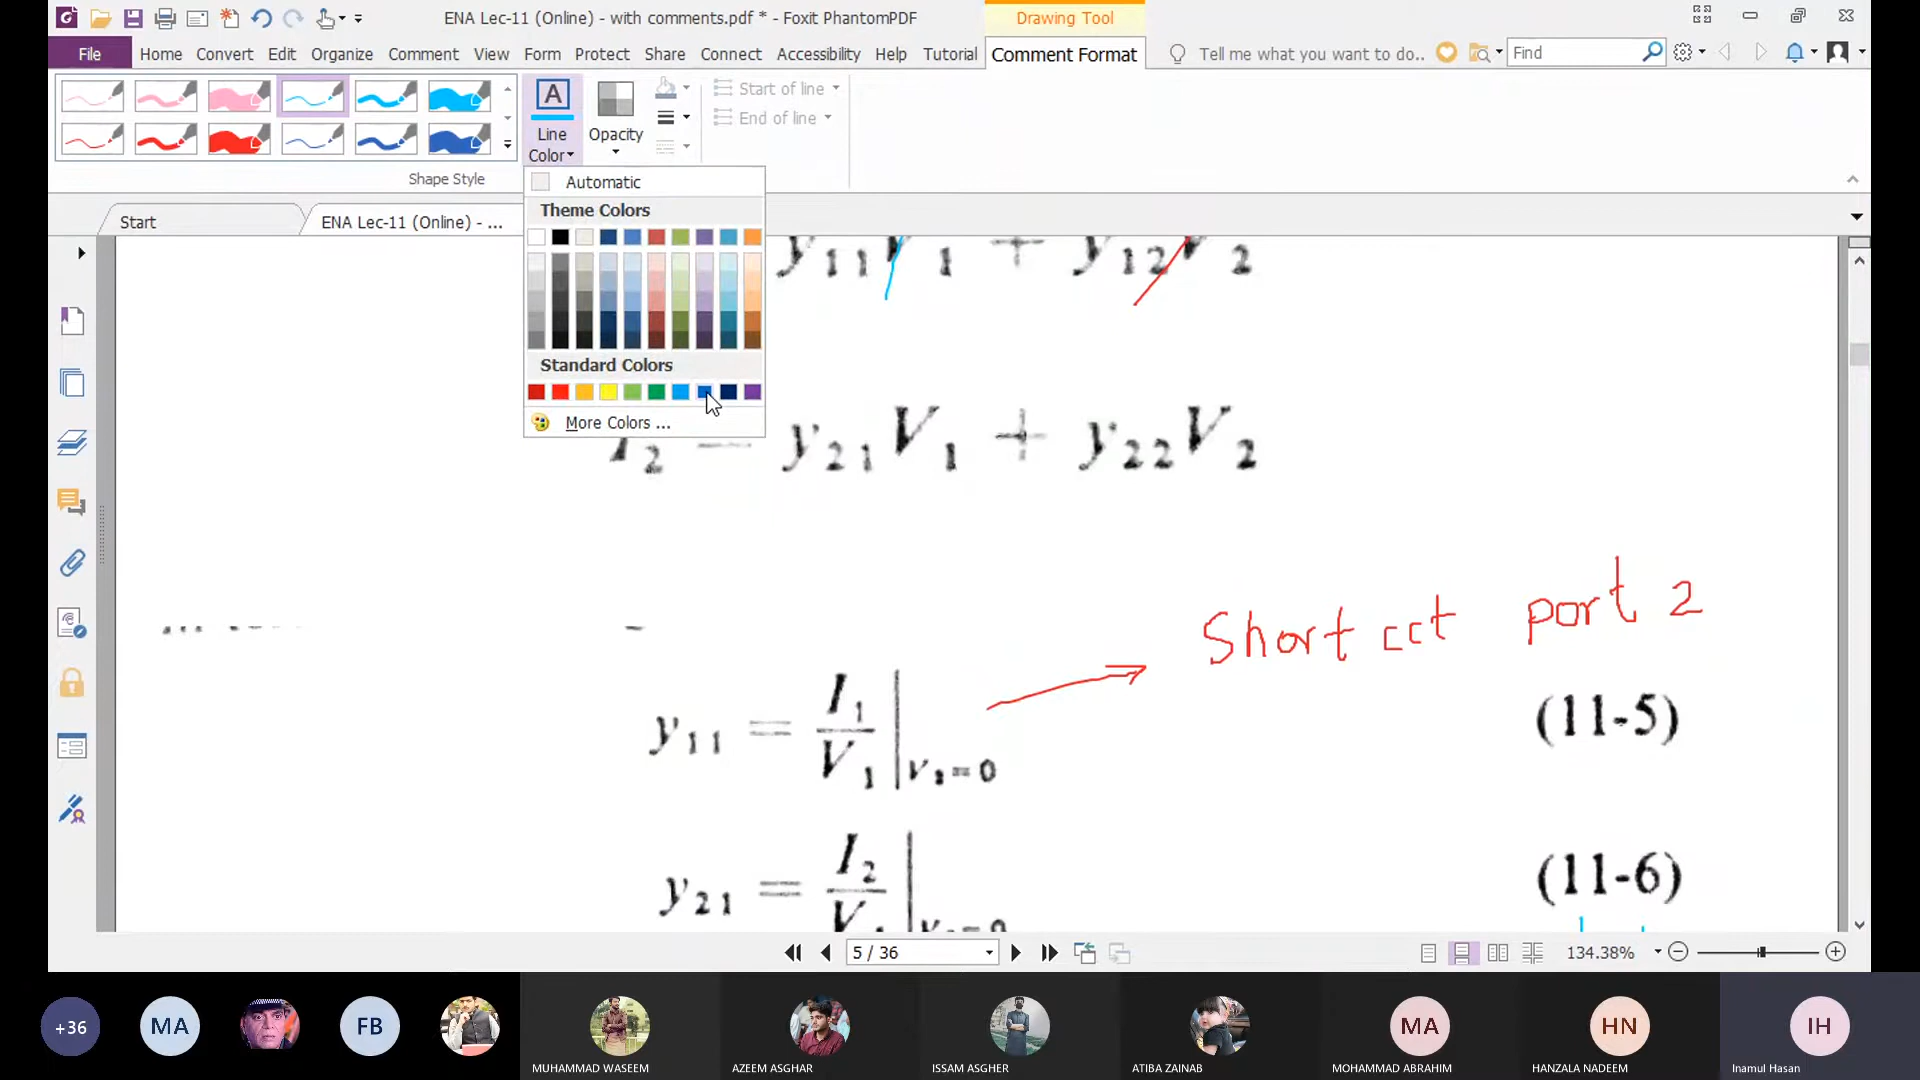 ENA Lec-11 (Online) - with comments.pdf * - Foxit PhantomPDF
Drawing Tool
File Home Convert Edit Organize Comment View Form Protect Share Connect Accessibility Help Tutorial Comment Format Tell me what you want to do.. Find
Line Color
Opacity
Start of line
End of line
Shape Style
Automatic
Theme Colors
Standard Colors
More Colors ...
Start
ENA Lec-11 (Online) - ...
y11V1 + y12V2
I2 = y21V1 + y22V2
Short cct port 2
y11 = I1/V1 | V2=0 (11-5)
y21 = I2/V1 | V2=0 (11-6)
5 / 36
134.38%
+36
MA
FB
MA
HN
IH
MUHAMMAD WASEEM
AZEEM ASGHAR
ISSAM ASGHER
ATIBA ZAINAB
MOHAMMAD ABRAHIM
HANZALA NADEEM
Inamul Hasan